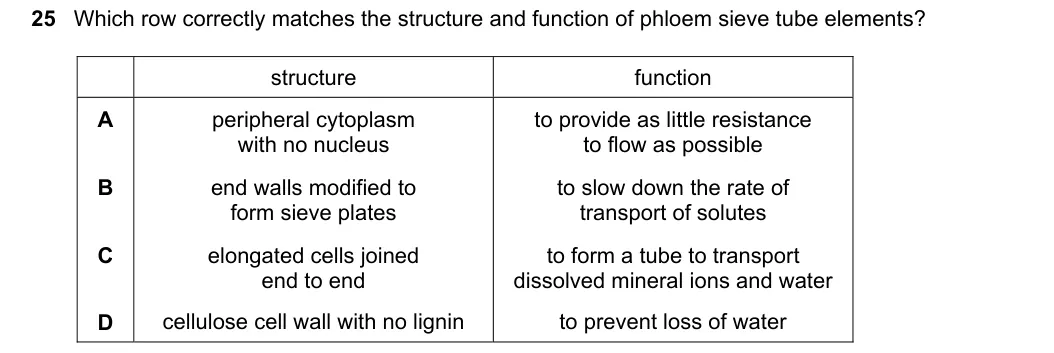 25 Which row correctly matches the structure and function of phloem sieve tube elements?
structure function
A peripheral cytoplasm with no nucleus to provide as little resistance to flow as possible
B end walls modified to form sieve plates to slow down the rate of transport of solutes
C elongated cells joined end to end to form a tube to transport dissolved mineral ions and water
D cellulose cell wall with no lignin to prevent loss of water